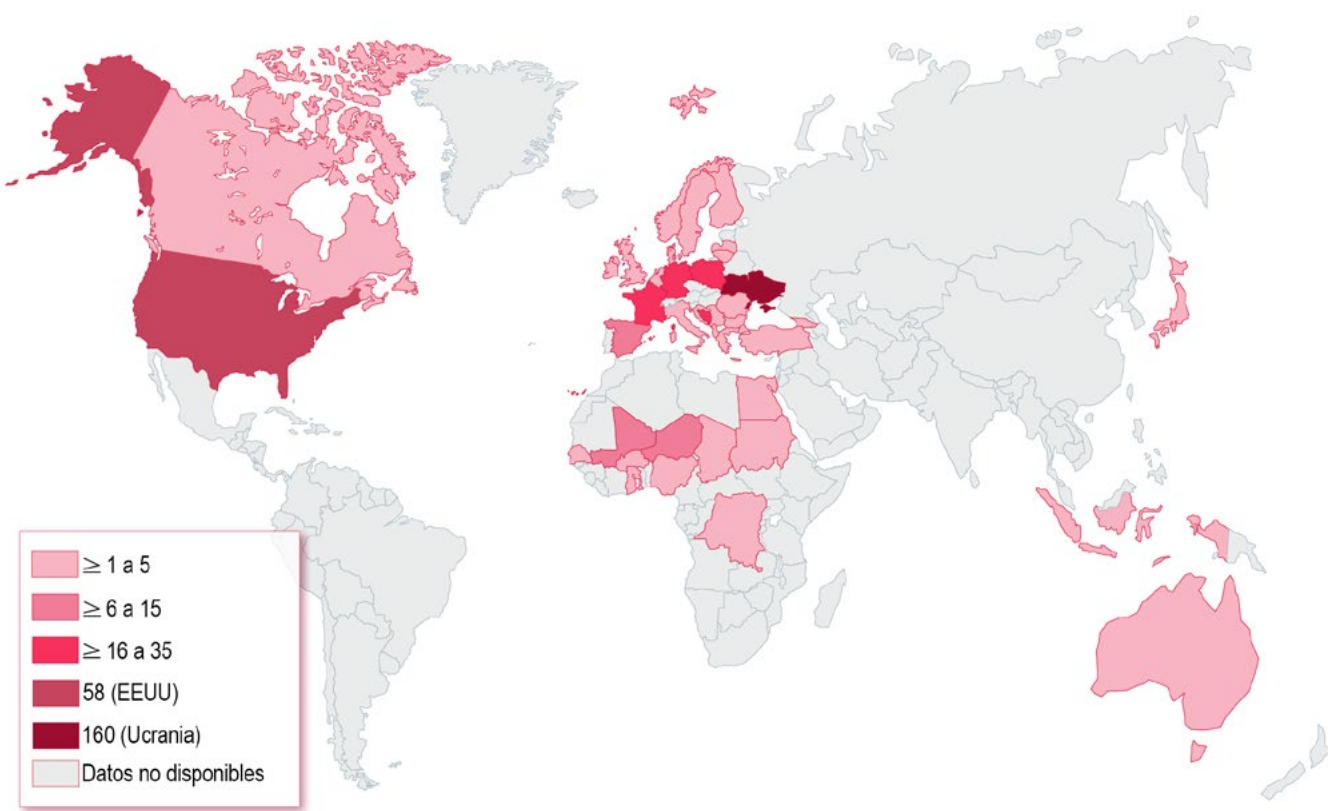 ≥ 1 a 5
≥ 6 a 15
≥ 16 a 35
58 (EEUU)
160 (Ucrania)
Datos no disponibles